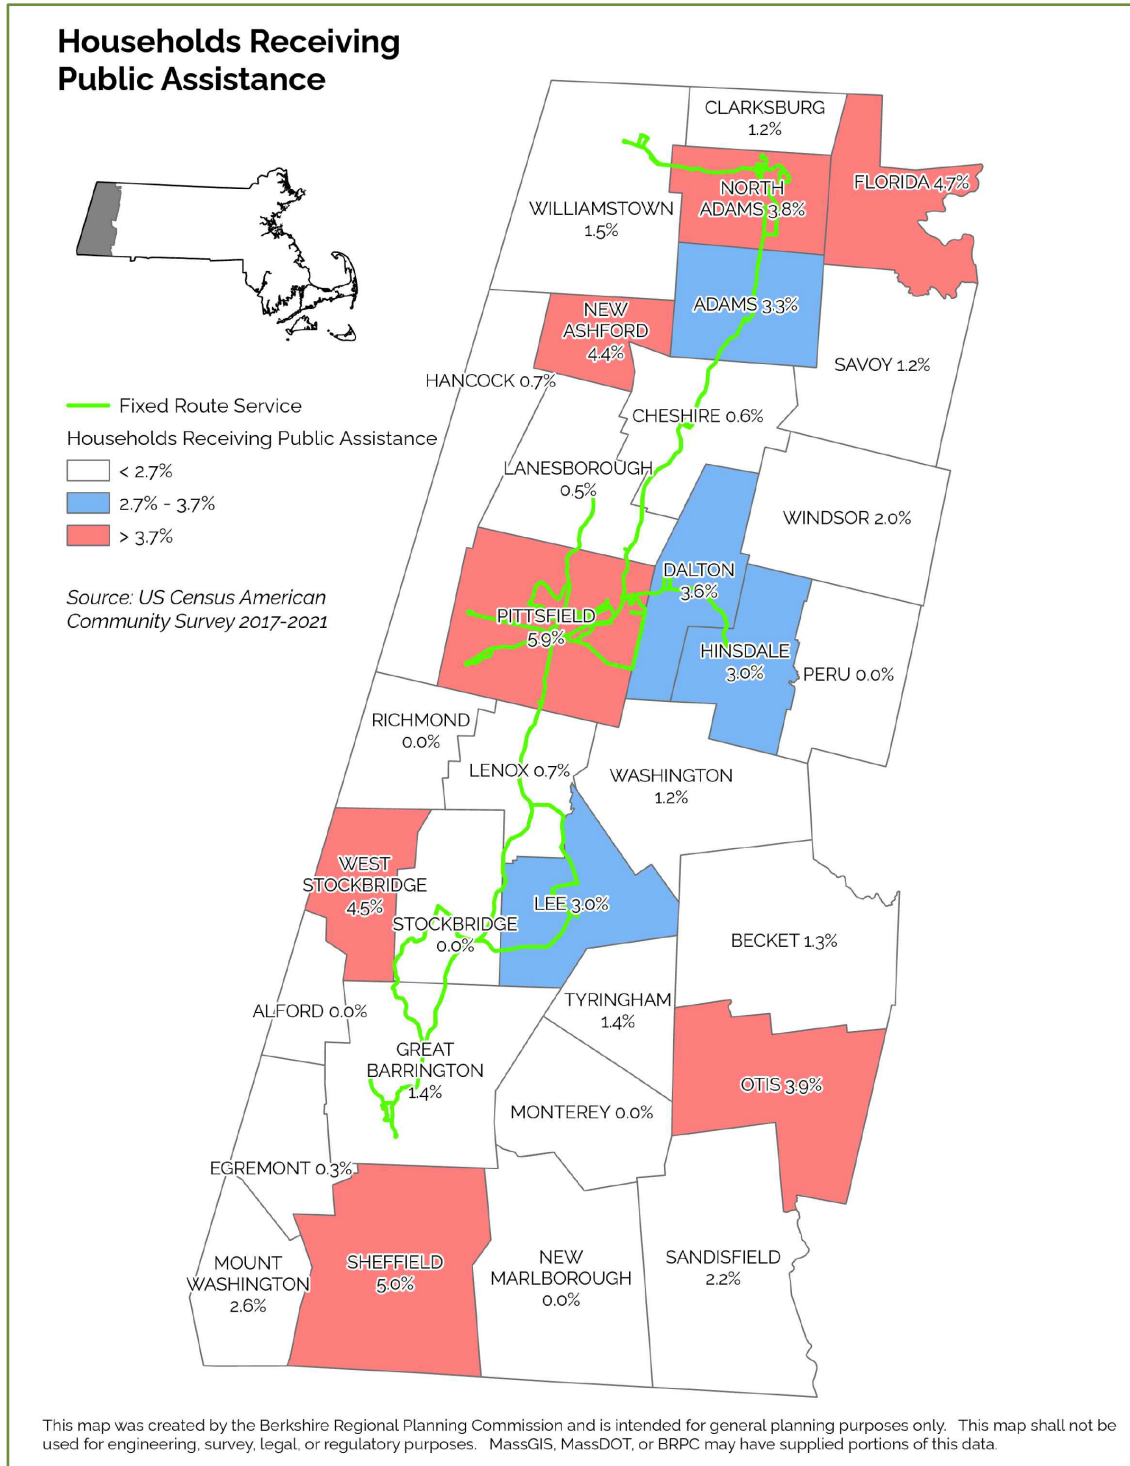 Households Receiving
Public Assistance
CLARKSBURG
1.2%
FLORIDA 4.7%
NORTH
ADAMS 3.8%
WILLIAMSTOWN
1.5%
ADAMS 3.3%
NEW
ASHFORD
4.4%
SAVOY 1.2%
HANCOCK 0.7%
Fixed Route Service
CHESHIRE 0.6%
Households Receiving Public Assistance
< 2.7%
2.7% - 3.7%
> 3.7%
LANESBOROUGH
0.5%
WINDSOR 2.0%
DALTON
3.6%
Source: US Census American
Community Survey 2017-2021
PITTSFIELD
5.9%
HINSDALE
3.0%
PERU 0.0%
RICHMOND
0.0%
LENOX 0.7%
WASHINGTON
1.2%
WEST
STOCKBRIDGE
4.5%
LEE 3.0%
STOCKBRIDGE
0.0%
BECKET 1.3%
TYRINGHAM
1.4%
ALFORD 0.0%
GREAT
BARRINGTON
1.4%
OTIS 3.9%
MONTEREY 0.0%
EGREMONT 0.3%
MOUNT
WASHINGTON
2.6%
SHEFFIELD
5.0%
NEW
MARLBOROUGH
0.0%
SANDISFIELD
2.2%
This map was created by the Berkshire Regional Planning Commission and is intended for general planning purposes only. This map shall not be
used for engineering, survey, legal, or regulatory purposes. MassGIS, MassDOT, or BRPC may have supplied portions of this data.